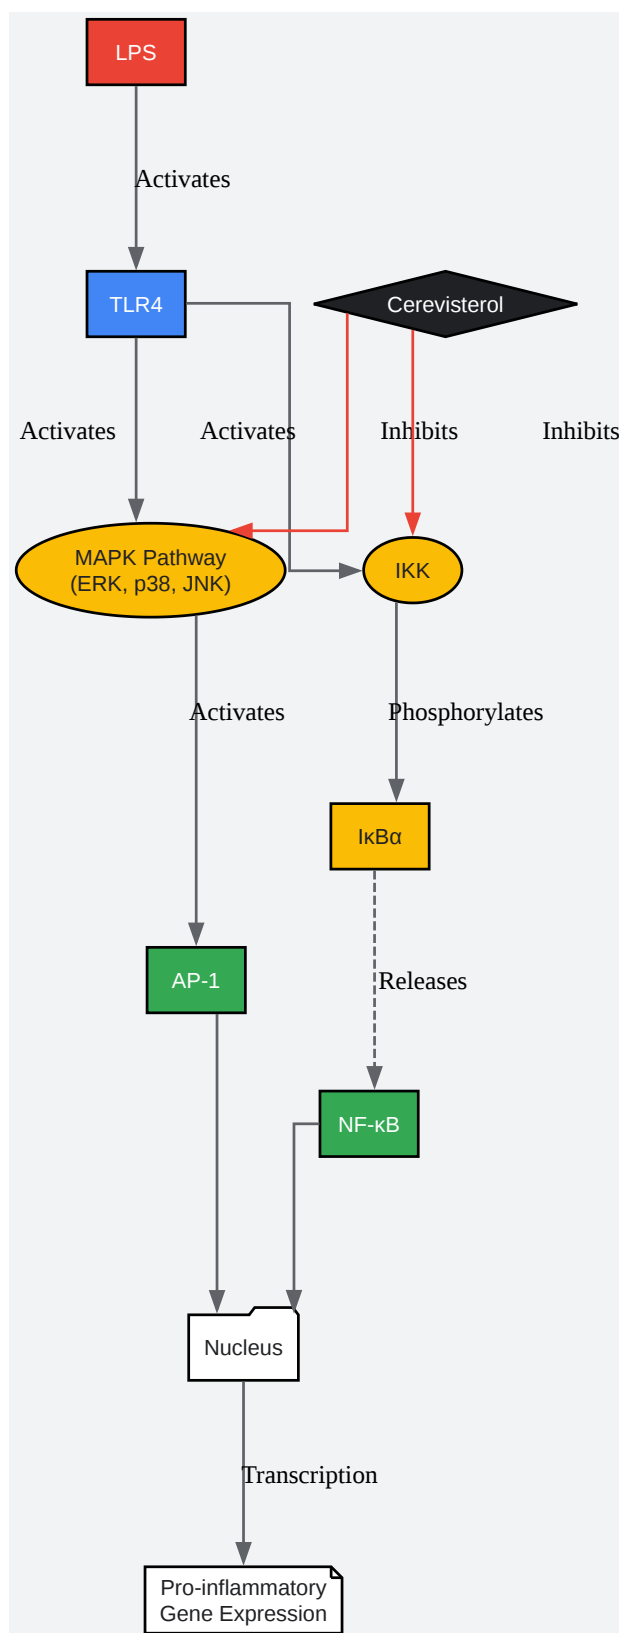 LPS
Activates
TLR4
Cerevisterol
Activates
Activates
Inhibits
Inhibits
MAPK Pathway
(ERK, p38, JNK)
IKK
Activates
Phosphorylates
IκBα
AP-1
Releases
NF-κB
Nucleus
Transcription
Pro-inflammatory
Gene Expression